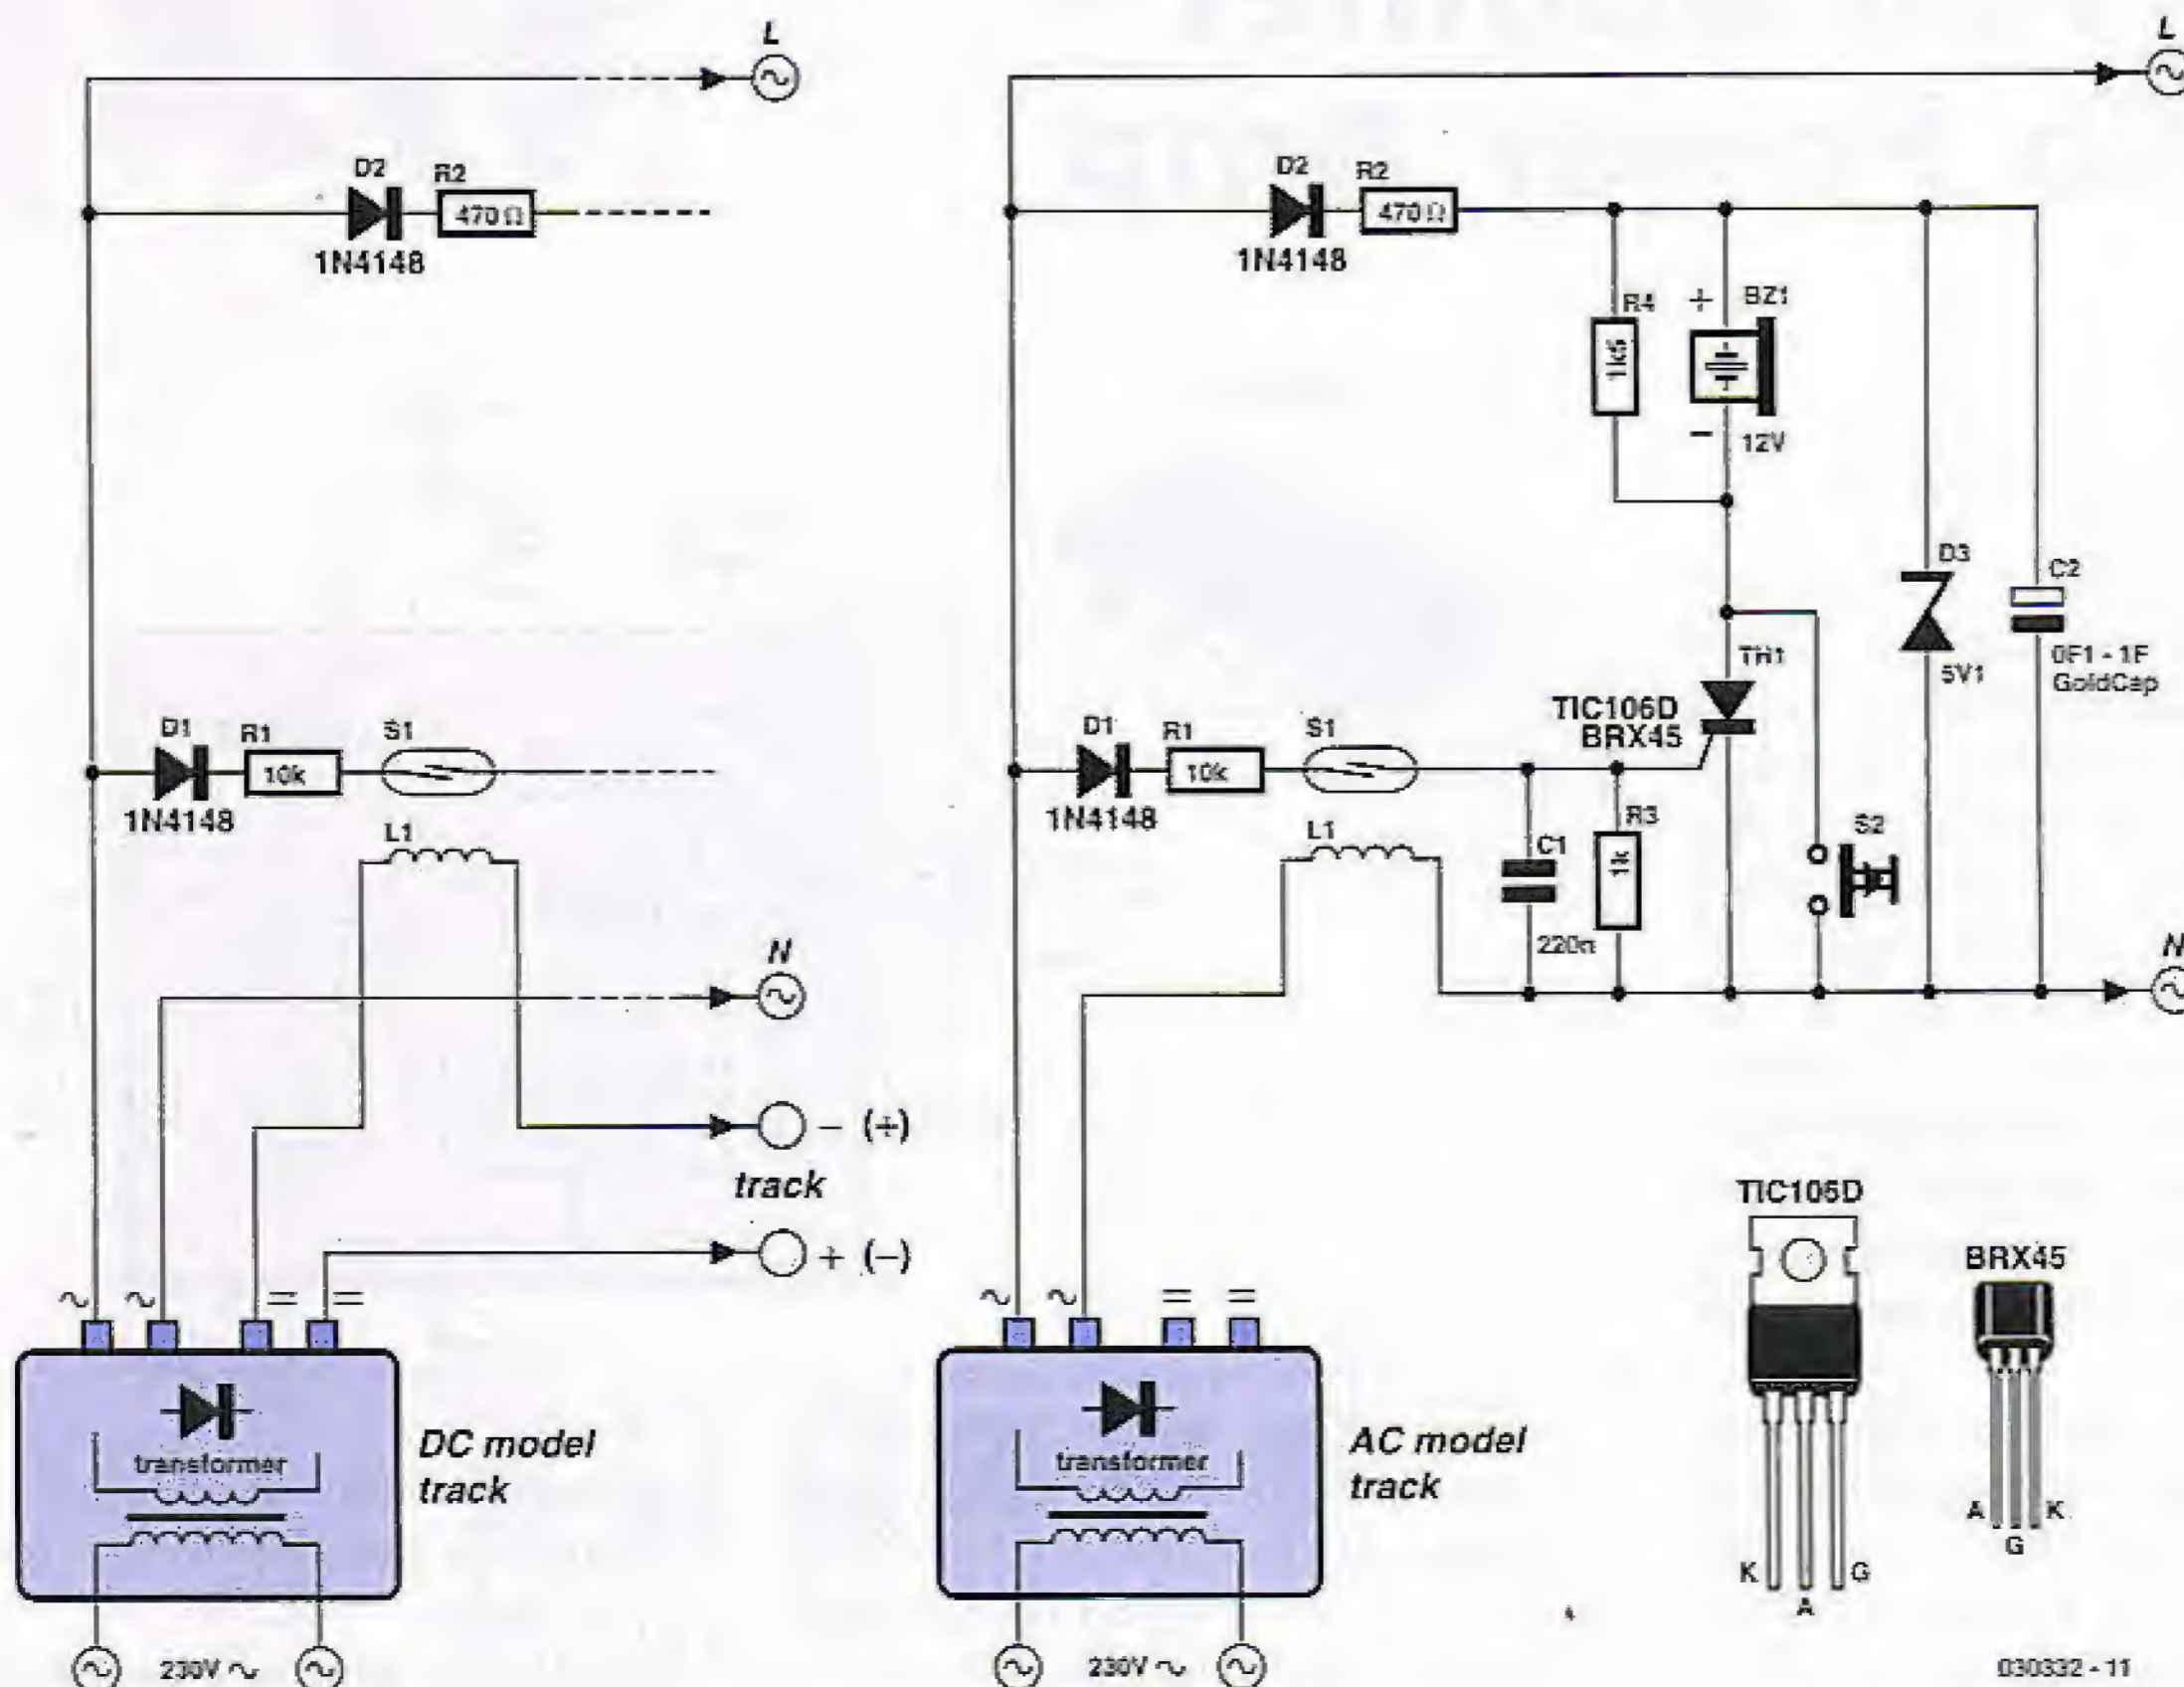 L
D2
R2
470Ω
1N4148
D1
R1
S1
10k
1N4148
L1
N
− (+)
track
+ (−)
~ ~ = =
transformer
DC model
track
230V ~
L
D2
R2
470Ω
1N4148
R4
1k5
+
BZ1
−
12V
D3
5V1
C2
0F1 - 1F
GoldCap
TH1
TIC106D
BRX45
D1
R1
S1
10k
1N4148
L1
C1
220n
R3
1k
S2
N
~ ~ = =
transformer
AC model
track
230V ~
TIC106D
K
A
G
BRX45
A
G
K
030332 - 11